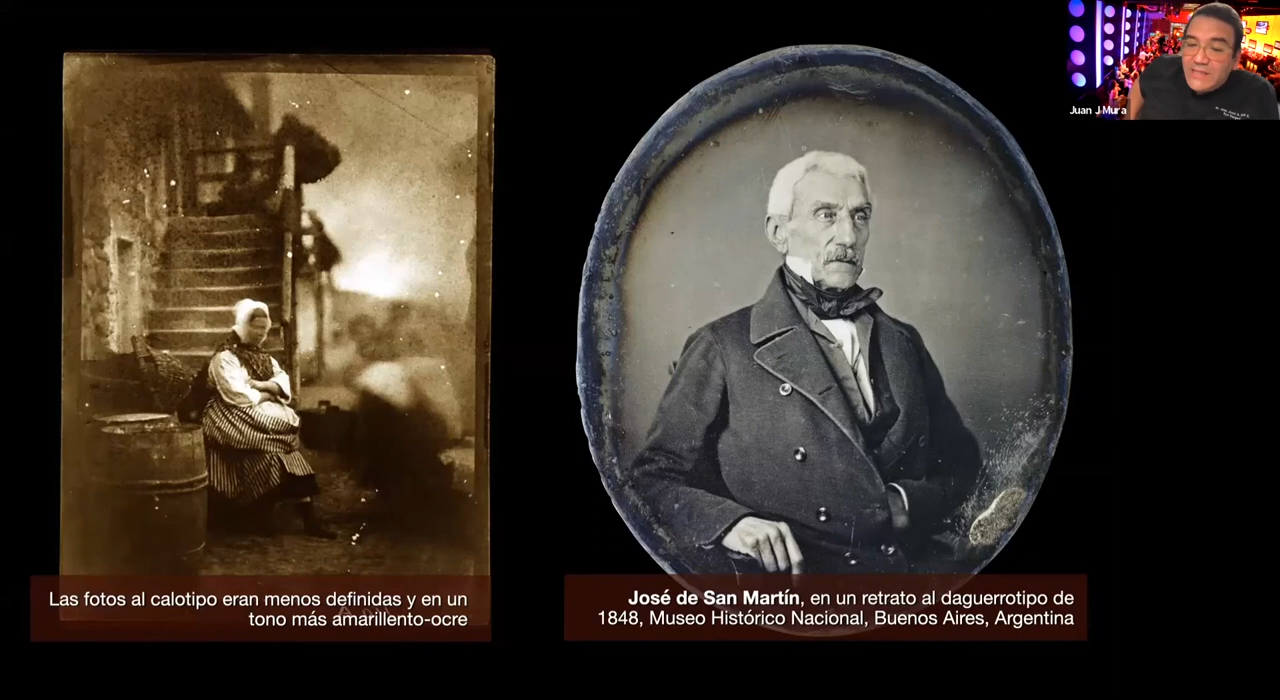 Juan J Mura
Las fotos al calotipo eran menos definidas y en un
tono más amarillento-ocre
José de San Martín, en un retrato al daguerrotipo de
1848, Museo Histórico Nacional, Buenos Aires, Argentina